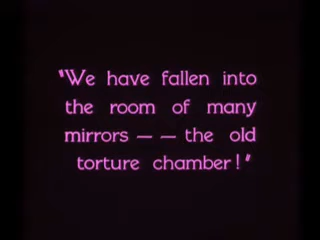 "We have fallen into
the room of many
mirrors — — the old
torture chamber!"